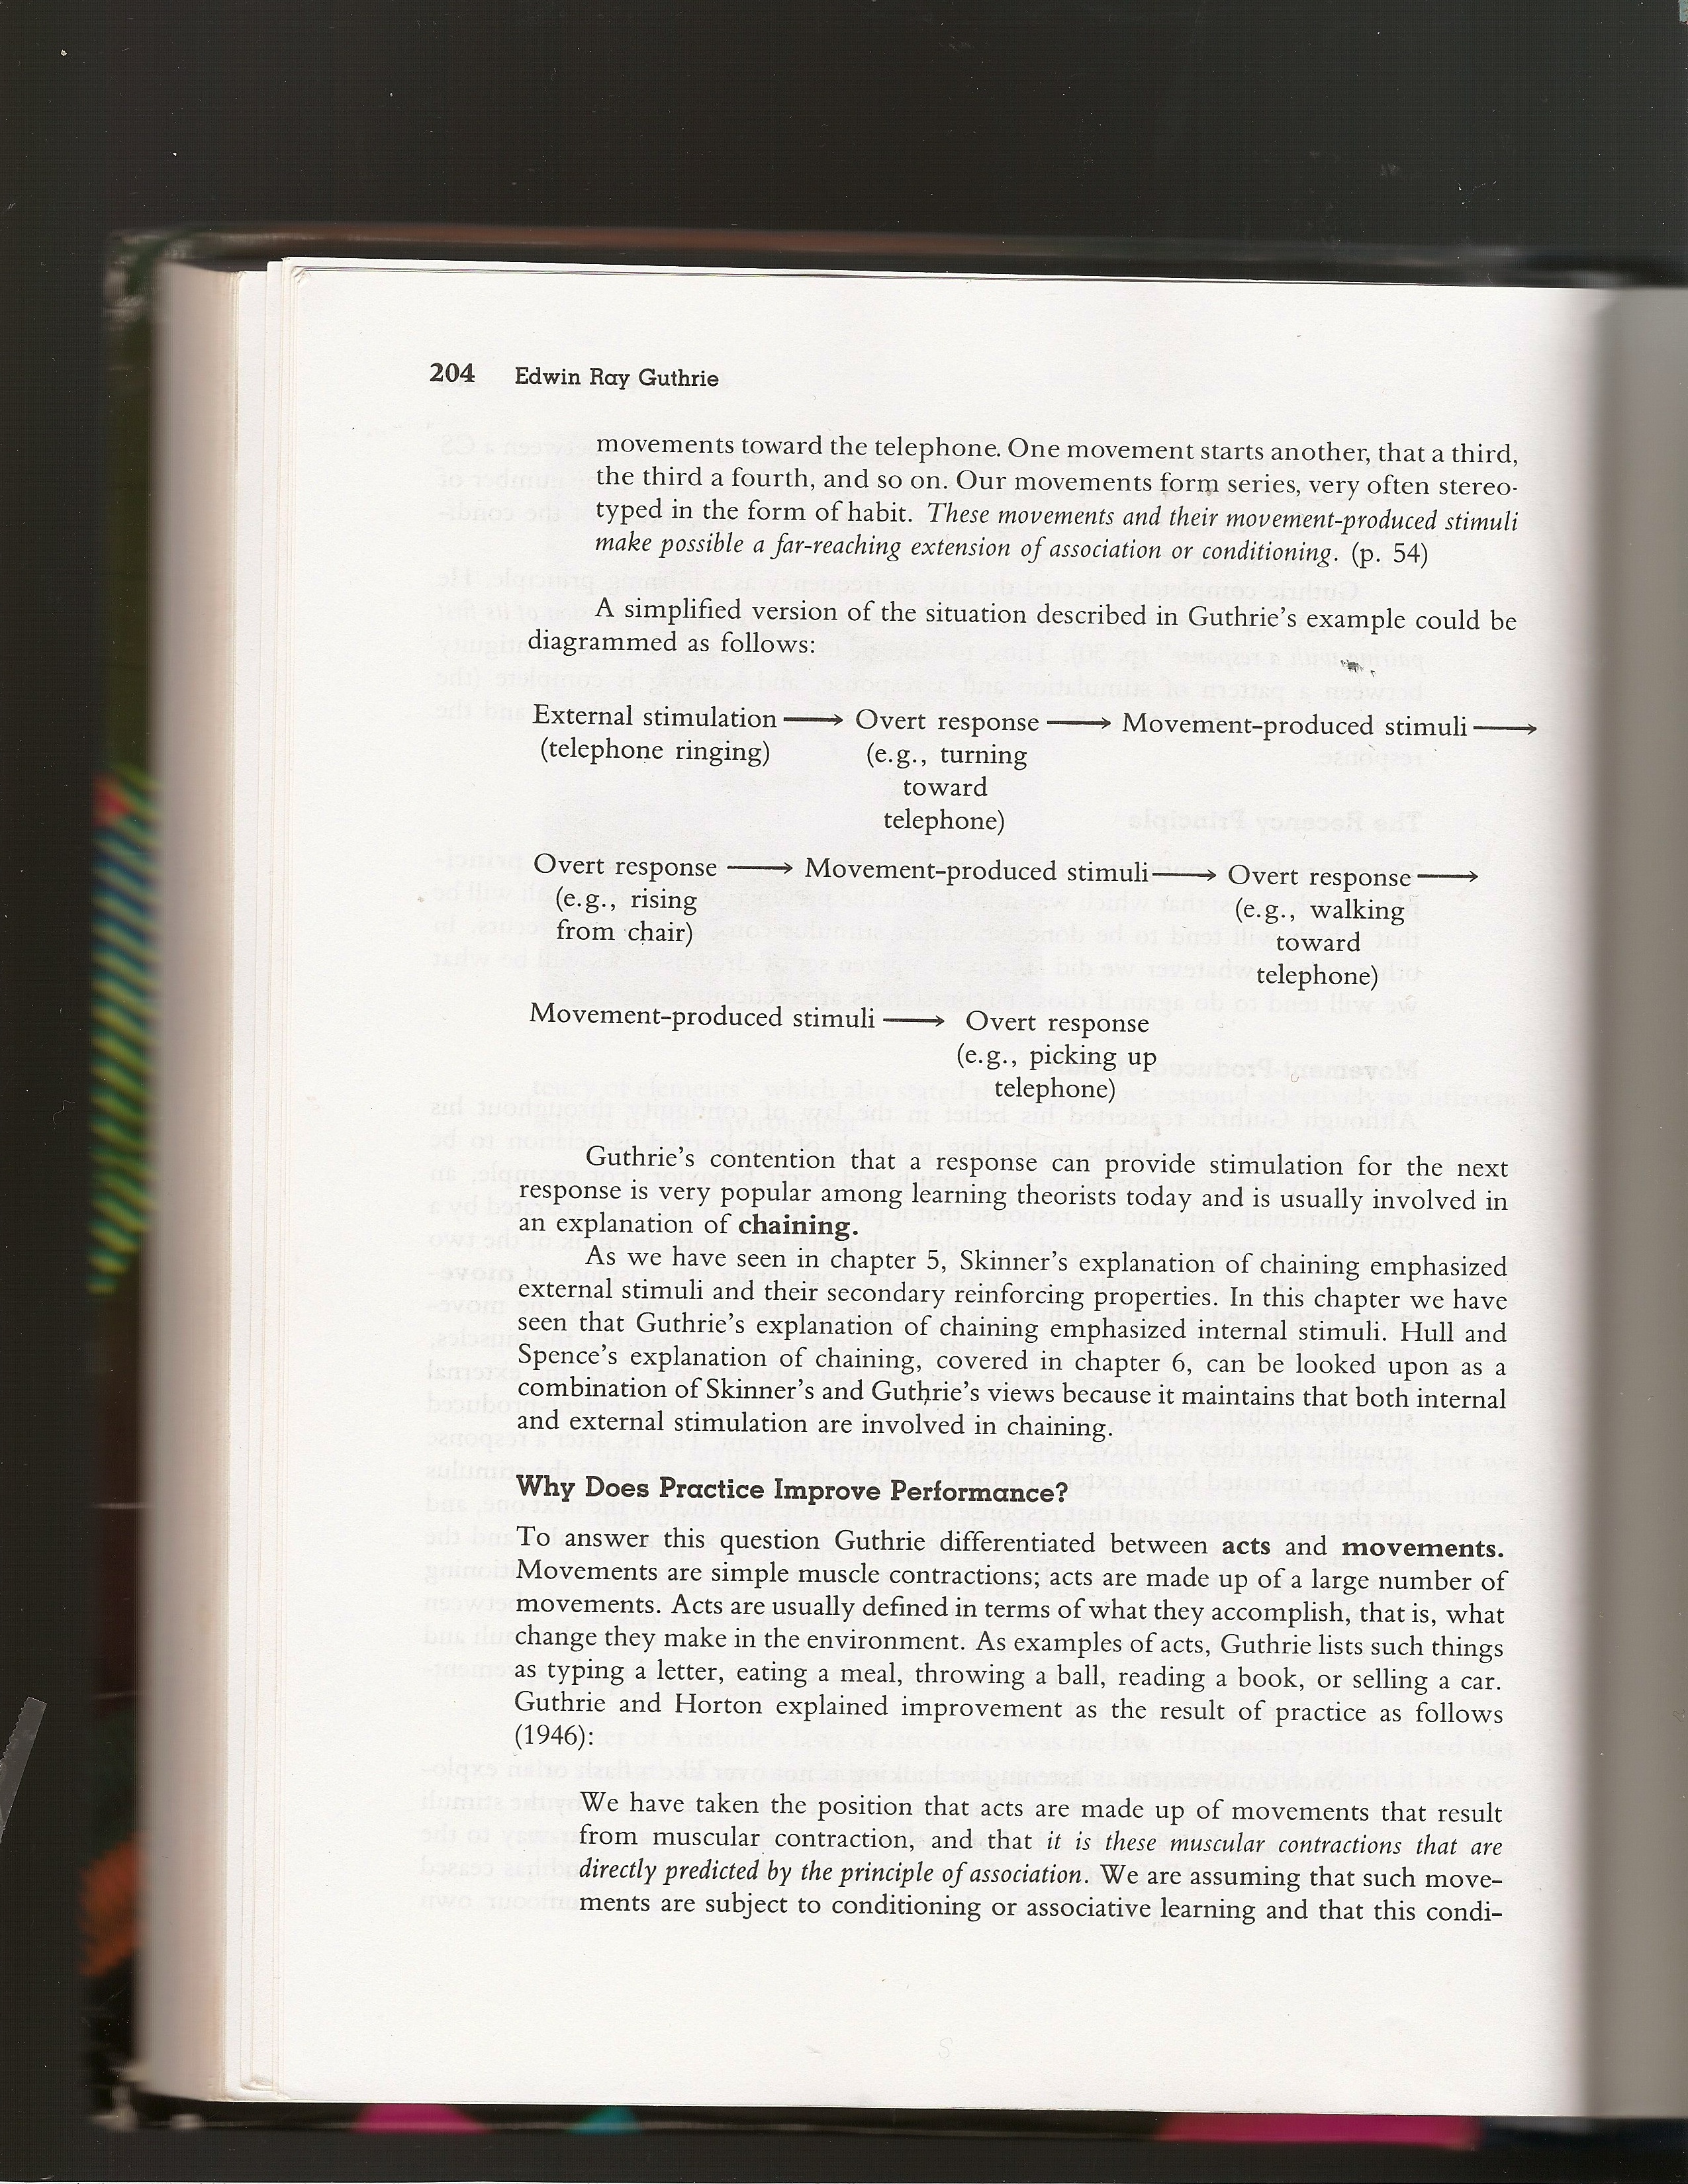 204 Edwin Ray Guthrie
movements toward the telephone. One movement starts another, that a third,
the third a fourth, and so on. Our movements form series, very often stereo-
typed in the form of habit. These movements and their movement-produced stimuli
make possible a far-reaching extension of association or conditioning. (p. 54)
A simplified version of the situation described in Guthrie's example could be
diagrammed as follows:
External stimulation ⟶ Overt response ⟶ Movement-produced stimuli ⟶
(telephone ringing) (e.g., turning
toward
telephone)
Overt response ⟶ Movement-produced stimuli ⟶ Overt response ⟶
(e.g., rising (e.g., walking
from chair) toward
telephone)
Movement-produced stimuli ⟶ Overt response
(e.g., picking up
telephone)
Guthrie's contention that a response can provide stimulation for the next
response is very popular among learning theorists today and is usually involved in
an explanation of chaining.
As we have seen in chapter 5, Skinner's explanation of chaining emphasized
external stimuli and their secondary reinforcing properties. In this chapter we have
seen that Guthrie's explanation of chaining emphasized internal stimuli. Hull and
Spence's explanation of chaining, covered in chapter 6, can be looked upon as a
combination of Skinner's and Guthrie's views because it maintains that both internal
and external stimulation are involved in chaining.
Why Does Practice Improve Performance?
To answer this question Guthrie differentiated between acts and movements.
Movements are simple muscle contractions; acts are made up of a large number of
movements. Acts are usually defined in terms of what they accomplish, that is, what
change they make in the environment. As examples of acts, Guthrie lists such things
as typing a letter, eating a meal, throwing a ball, reading a book, or selling a car.
Guthrie and Horton explained improvement as the result of practice as follows
(1946):
We have taken the position that acts are made up of movements that result
from muscular contraction, and that it is these muscular contractions that are
directly predicted by the principle of association. We are assuming that such move-
ments are subject to conditioning or associative learning and that this condi-